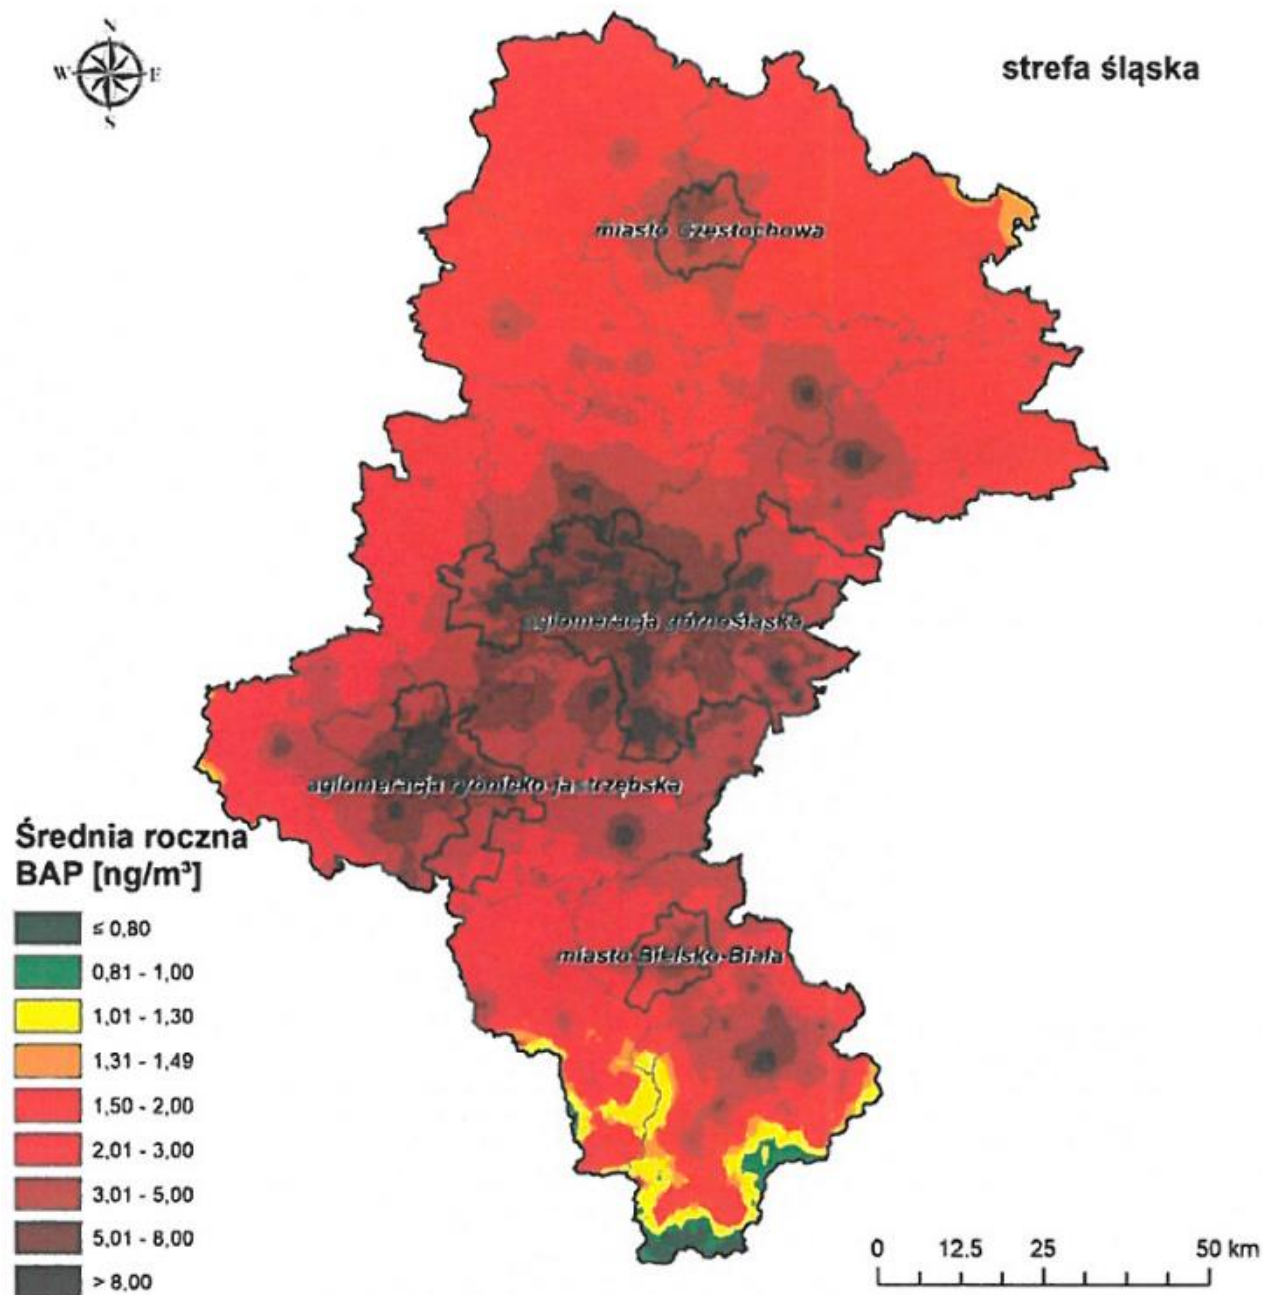 N
W E
S
strefa śląska
miasto Częstochowa
aglomeracja górnośląska
aglomeracja rybnicko-jastrzębska
Średnia roczna
BAP [ng/m³]
≤ 0,80
0,81 - 1,00
1,01 - 1,30
1,31 - 1,49
1,50 - 2,00
2,01 - 3,00
3,01 - 5,00
5,01 - 8,00
> 8,00
miasto Bielsko-Biała
0 12.5 25 50 km